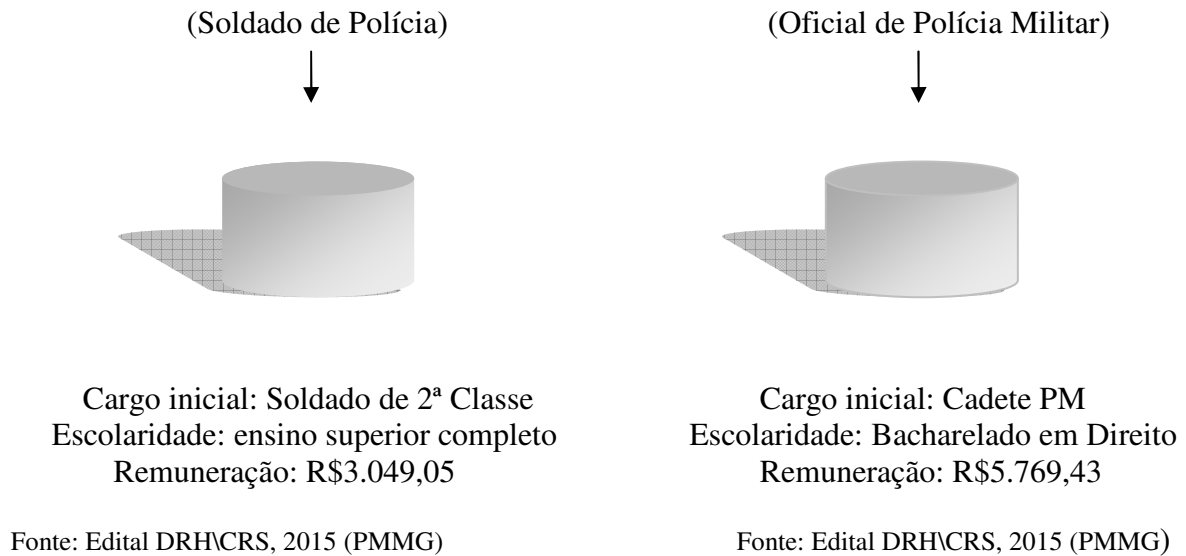 (Soldado de Polícia)
Cargo inicial: Soldado de 2ª Classe
Escolaridade: ensino superior completo
Remuneração: R$3.049,05
Fonte: Edital DRH\CRS, 2015 (PMMG)
(Oficial de Polícia Militar)
Cargo inicial: Cadete PM
Escolaridade: Bacharelado em Direito
Remuneração: R$5.769,43
Fonte: Edital DRH\CRS, 2015 (PMMG)